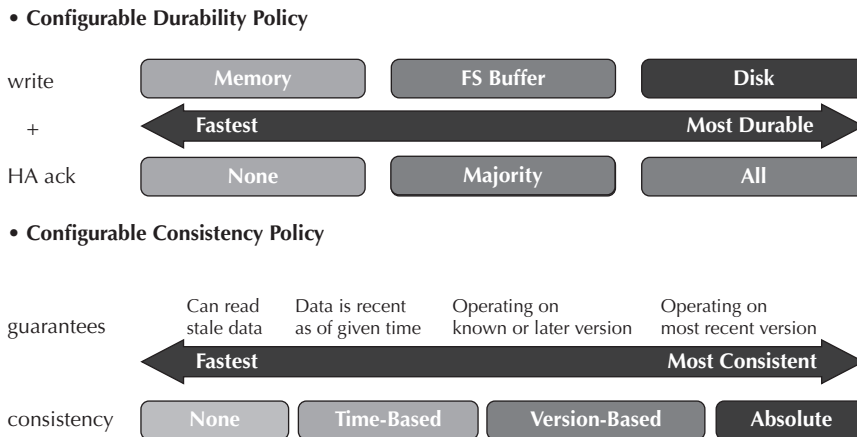 • Configurable Durability Policy
write Memory FS Buffer Disk
+ Fastest Most Durable
HA ack None Majority All
• Configurable Consistency Policy
guarantees
Can read
stale data
Data is recent
as of given time
Operating on
known or later version
Operating on
most recent version
Fastest Most Consistent
consistency None Time-Based Version-Based Absolute